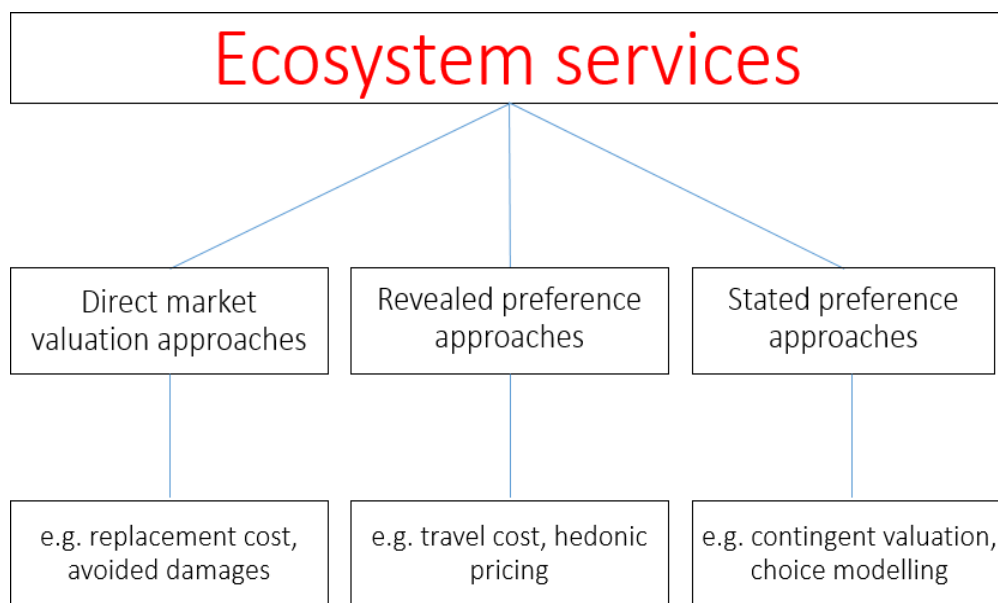 Ecosystem services
Direct market
valuation approaches
Revealed preference
approaches
Stated preference
approaches
e.g. replacement cost,
avoided damages
e.g. travel cost, hedonic
pricing
e.g. contingent valuation,
choice modelling